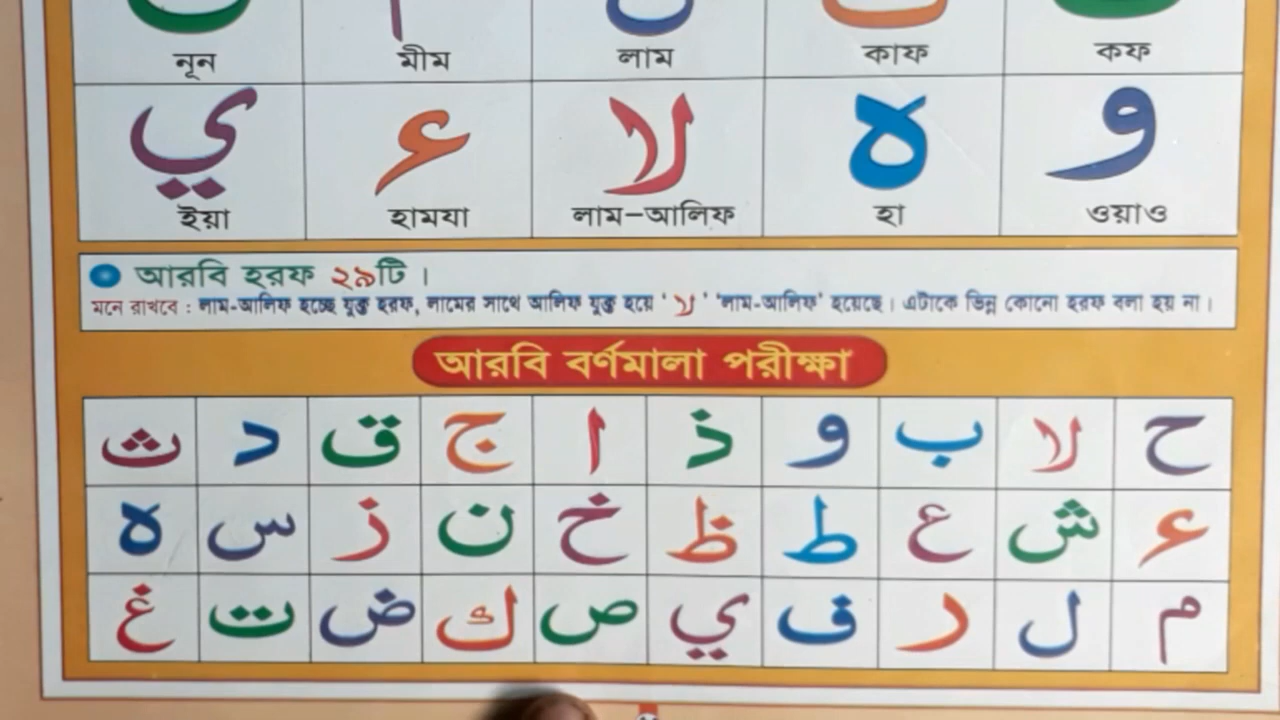 নূন মীম লাম কাফ কফ
ي ء لا ه و
ইয়া হামযা লাম-আলিফ হা ওয়াও
আরবি হরফ ২৯টি।
মনে রাখবে : লাম-আলিফ হচ্ছে যুক্ত হরফ, লামের সাথে আলিফ যুক্ত হয়ে ' لا ' 'লাম-আলিফ' হয়েছে। এটাকে ভিন্ন কোনো হরফ বলা হয় না।
আরবি বর্ণমালা পরীক্ষা
ح لا ب و ذ ا ج ق د ث
ء ش ع ط ظ خ ن ز س ه
م ل ر ف ي ص ك ض ت غ